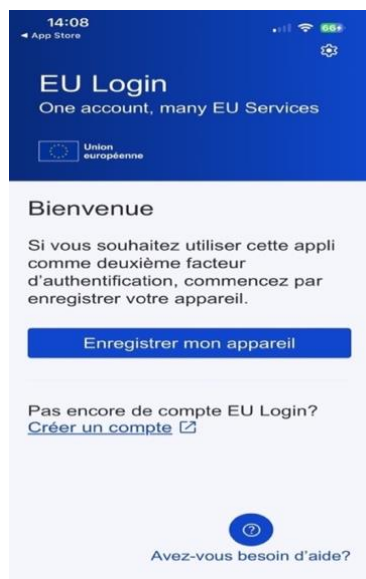 14:08
◀ App Store
66
EU Login
One account, many EU Services
Union
européenne
Bienvenue
Si vous souhaitez utiliser cette appli
comme deuxième facteur
d'authentification, commencez par
enregistrer votre appareil.
Enregistrer mon appareil
Pas encore de compte EU Login?
Créer un compte
Avez-vous besoin d'aide?